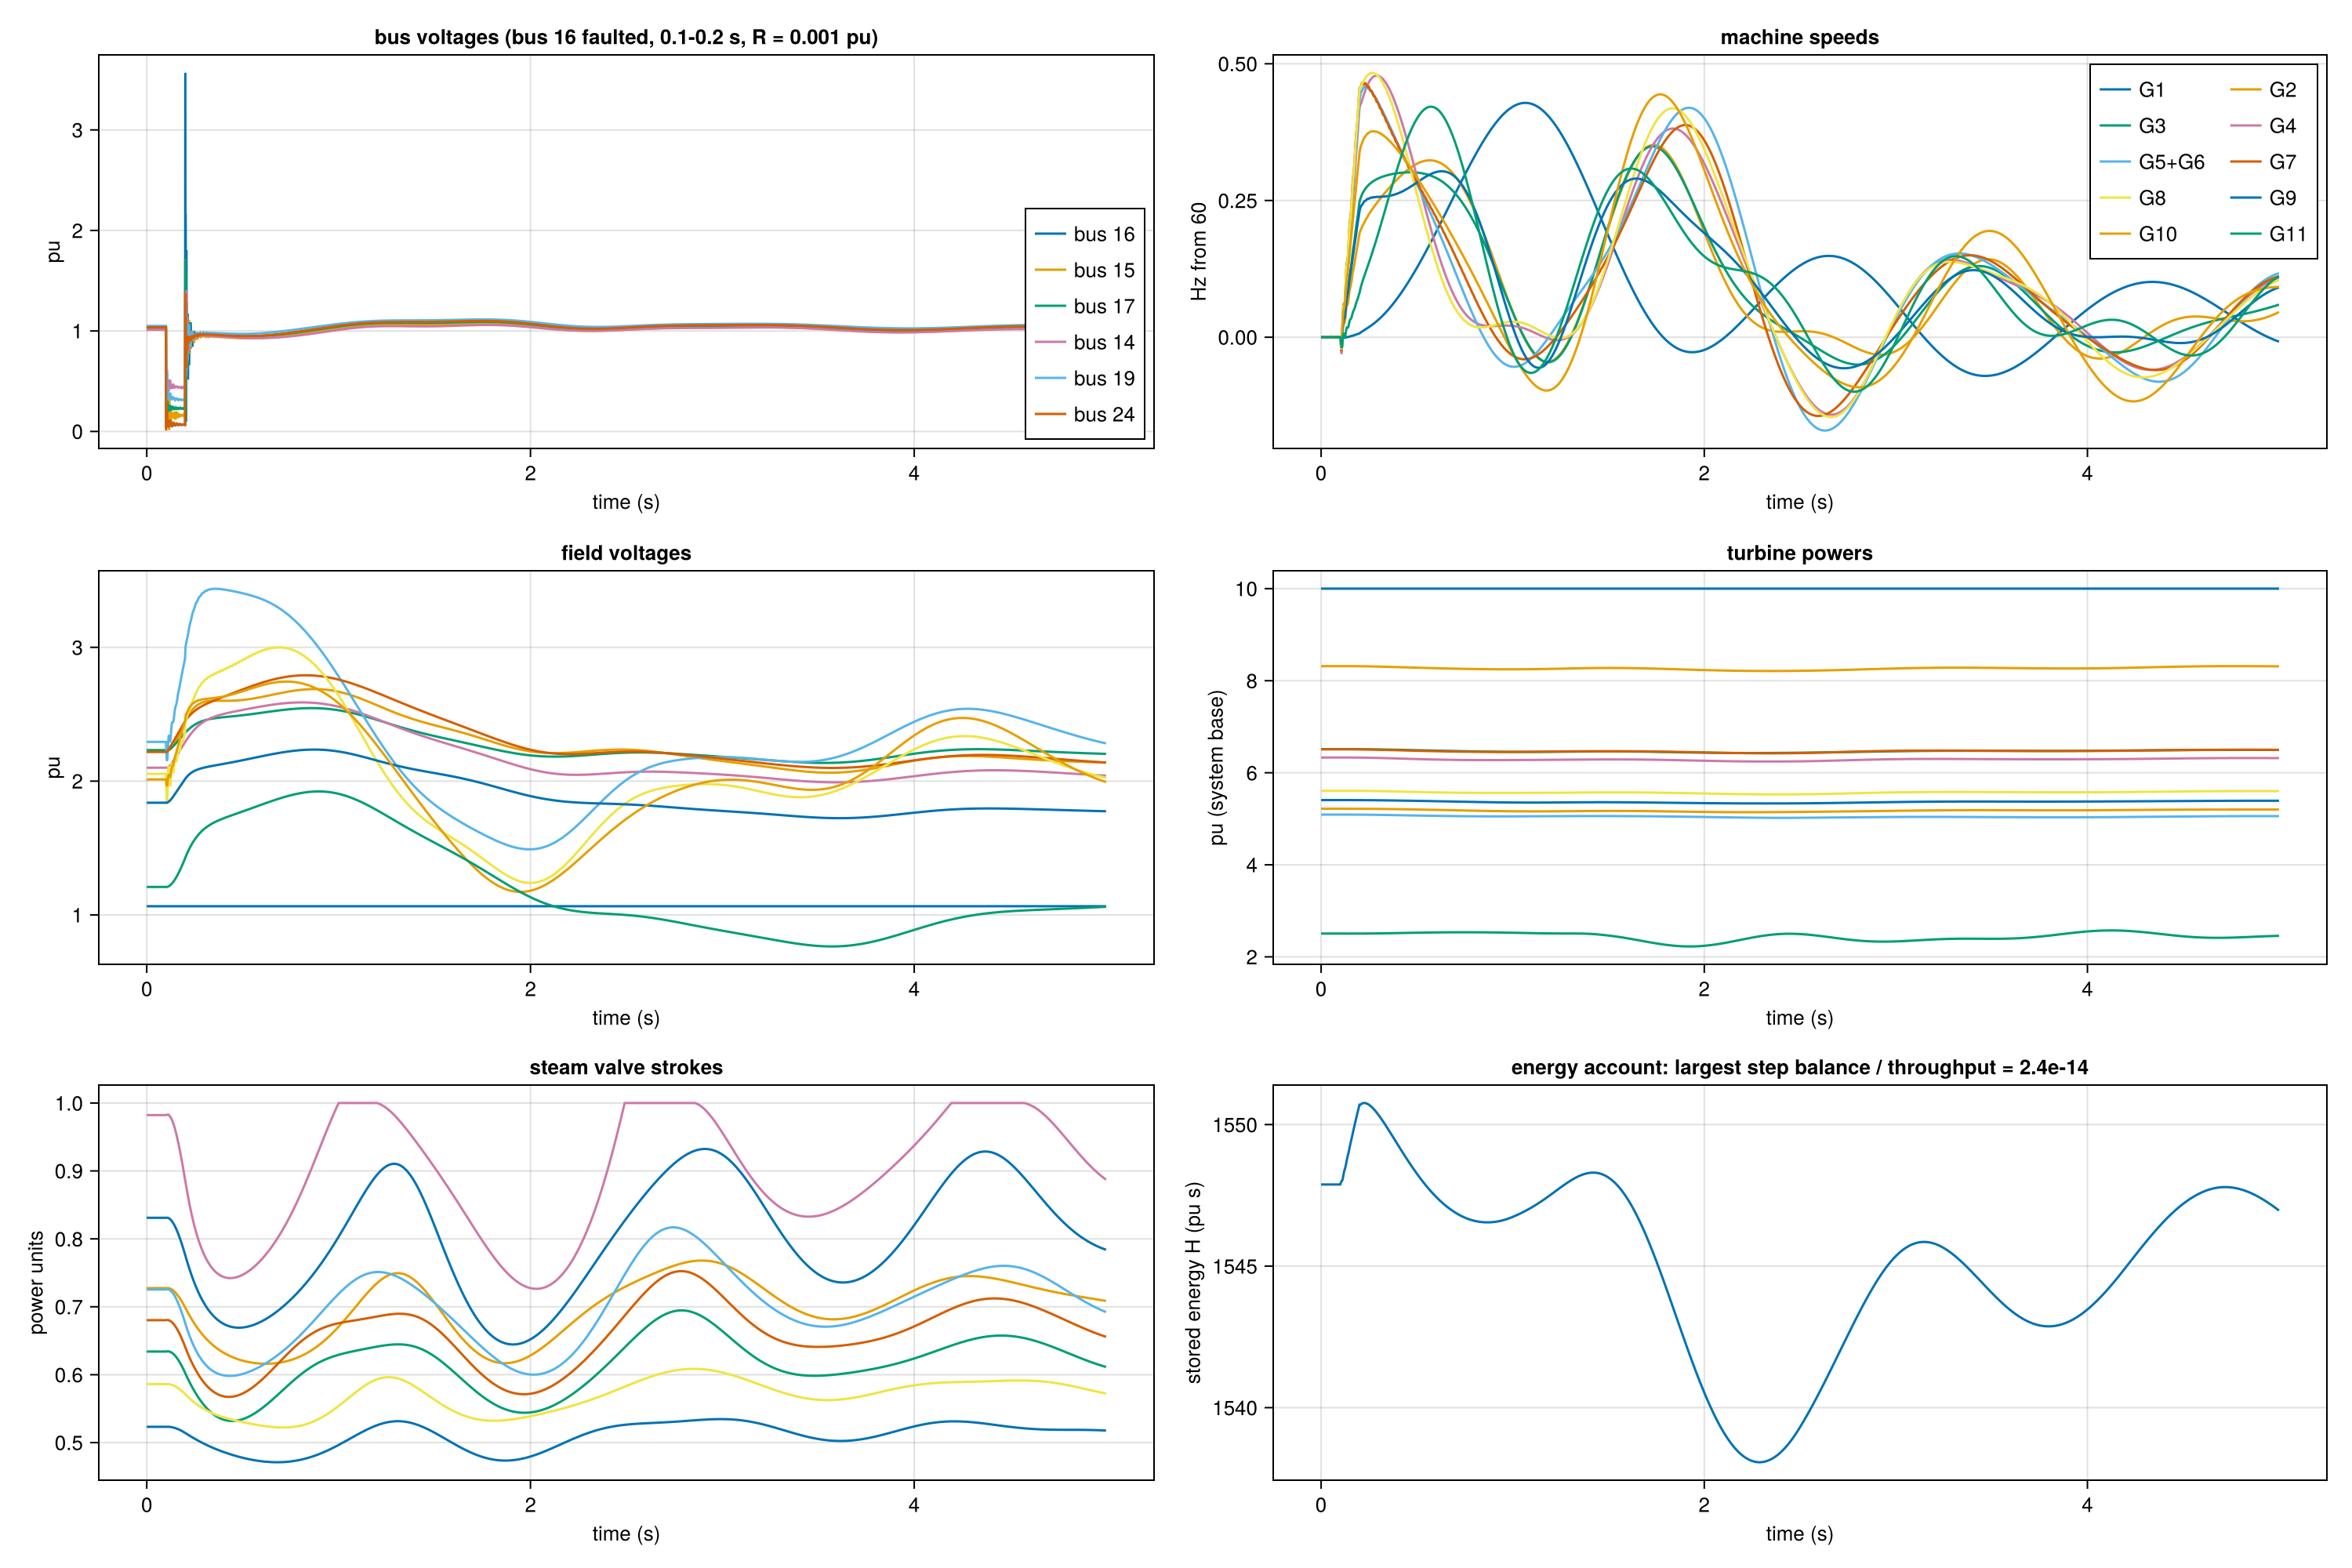 bus voltages (bus 16 faulted, 0.1-0.2 s, R = 0.001 pu)
pu
3
2
1
0
bus 16
bus 15
bus 17
bus 14
bus 19
bus 24
0 2 4
time (s)
machine speeds
Hz from 60
0.50
0.25
0.00
G1 G2
G3 G4
G5+G6 G7
G8 G9
G10 G11
0 2 4
time (s)
field voltages
pu
3
2
1
0 2 4
time (s)
turbine powers
pu (system base)
10
8
6
4
2
0 2 4
time (s)
steam valve strokes
power units
1.0
0.9
0.8
0.7
0.6
0.5
0 2 4
time (s)
energy account: largest step balance / throughput = 2.4e-14
stored energy H (pu s)
1550
1545
1540
0 2 4
time (s)